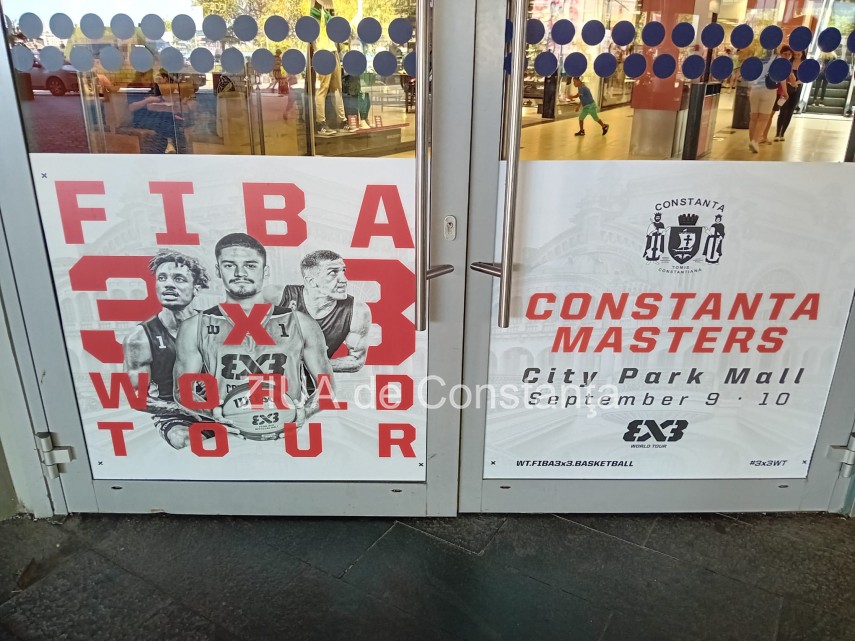 FIBA
3x3
WORLD
TOUR
ZIUA de Constanța
CONSTANTA
TOMIS
CONSTANTIANA
CONSTANTA
MASTERS
City Park Mall
September 9 · 10
3X3
WORLD TOUR
WT.FIBA3x3.BASKETBALL
#3x3WT
3X3